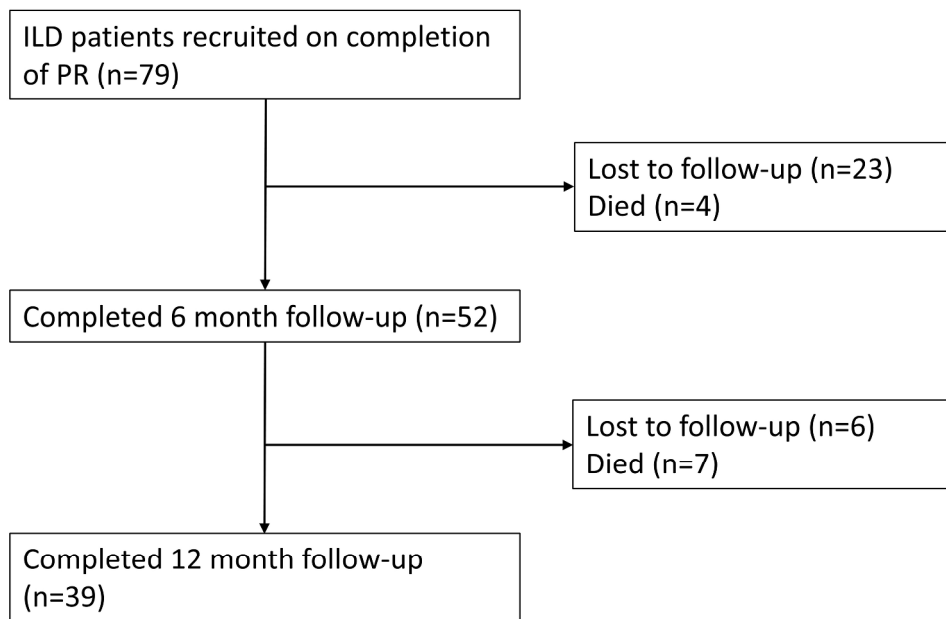 ILD patients recruited on completion
of PR (n=79)
Lost to follow-up (n=23)
Died (n=4)
Completed 6 month follow-up (n=52)
Lost to follow-up (n=6)
Died (n=7)
Completed 12 month follow-up
(n=39)